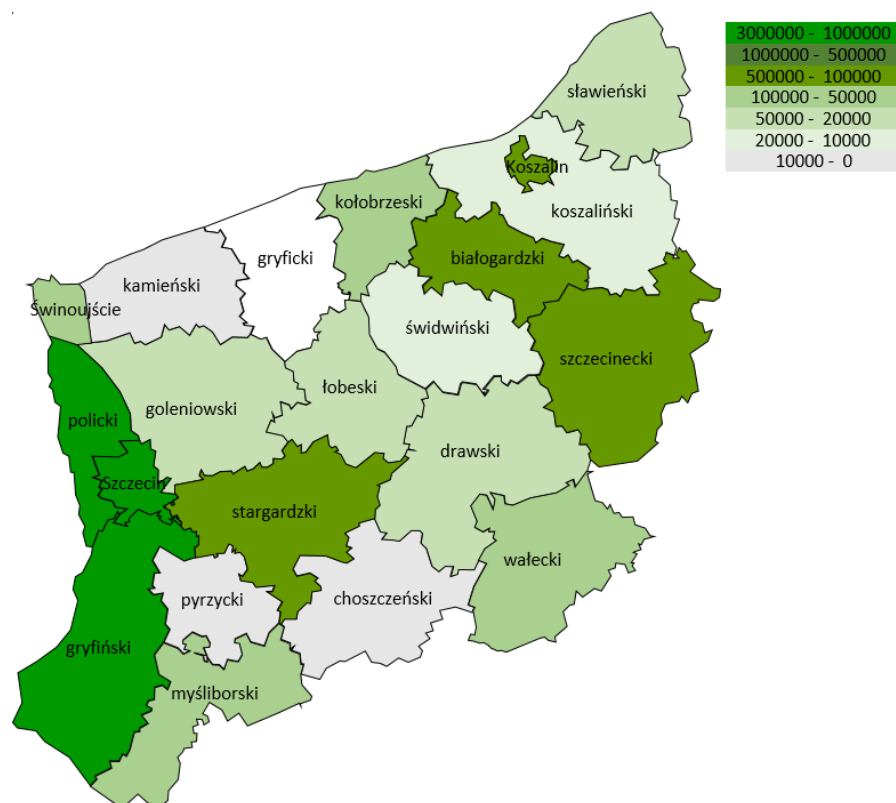 3000000 - 1000000
1000000 - 500000
500000 - 100000
100000 - 50000
50000 - 20000
20000 - 10000
10000 - 0
sławieński
Koszalin
kołobrzeski
koszaliński
gryficki
białogardzki
kamieński
Świnoujście
świdwiński
szczecinecki
łobeski
goleniowski
policki
drawski
Szczecin
stargardzki
wałecki
pyrzycki
choszczeński
gryfiński
myśliborski